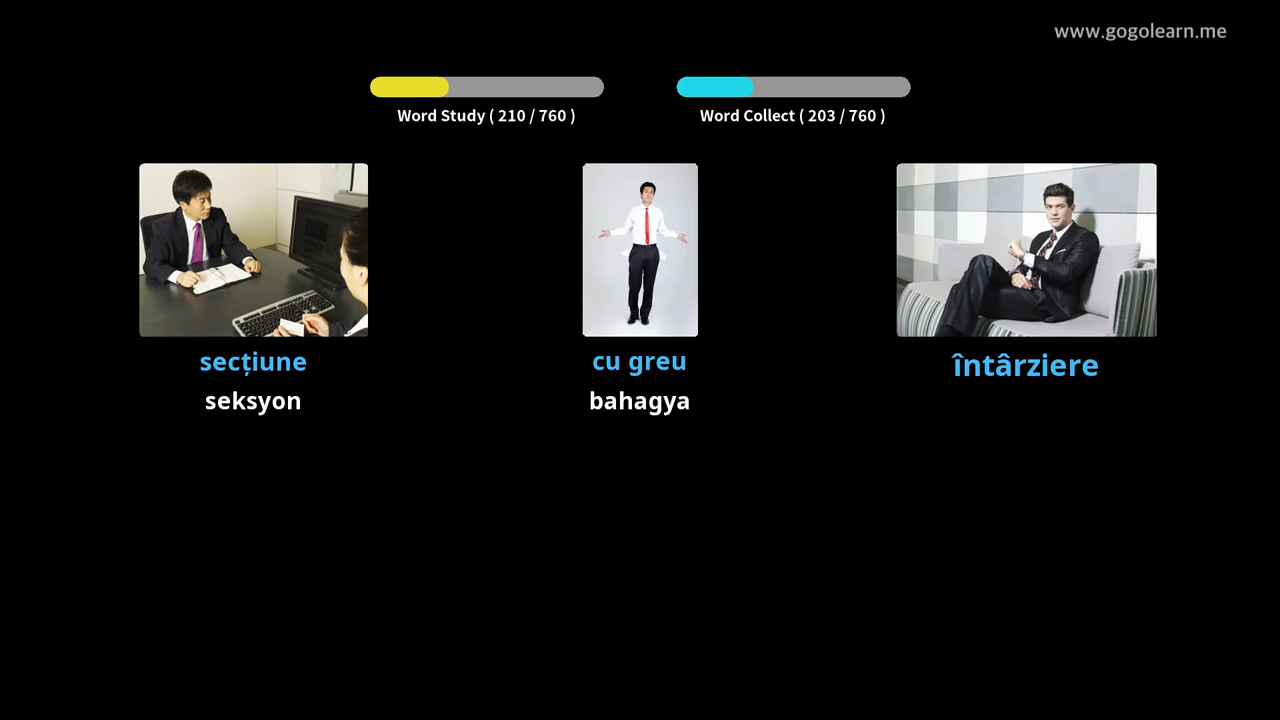 www.gogolearn.me
Word Study ( 210 / 760 )
Word Collect ( 203 / 760 )
secțiune
seksyon
cu greu
bahagya
întârziere